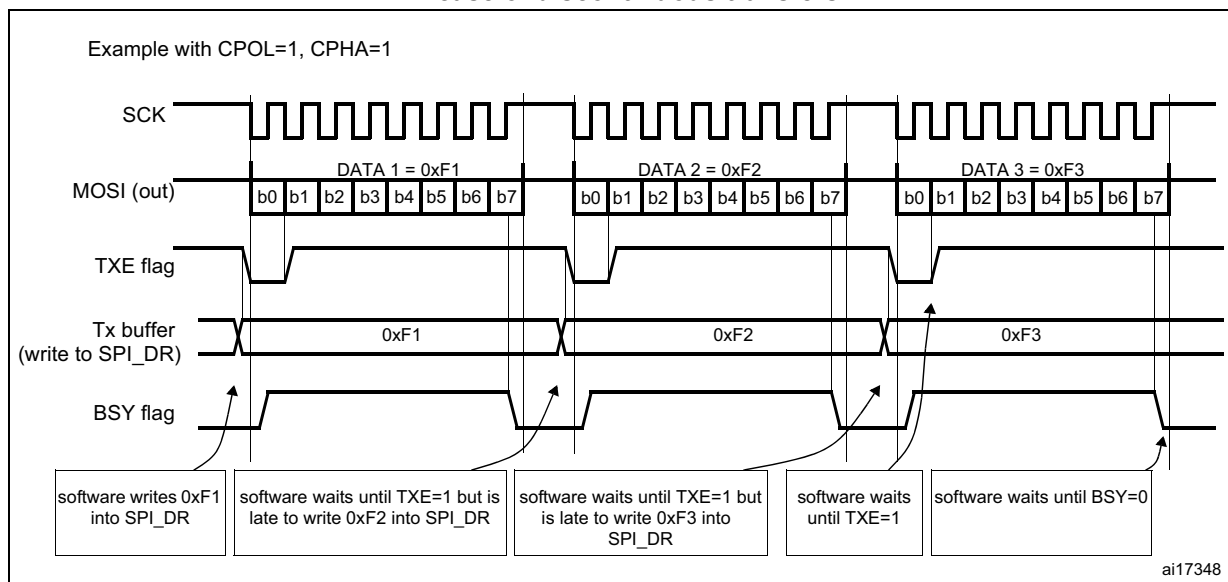 Example with CPOL=1, CPHA=1
SCK
DATA 1 = 0xF1
DATA 2 = 0xF2
DATA 3 = 0xF3
MOSI (out)
b0 b1 b2 b3 b4 b5 b6 b7
b0 b1 b2 b3 b4 b5 b6 b7
b0 b1 b2 b3 b4 b5 b6 b7
TXE flag
Tx buffer
(write to SPI_DR)
0xF1
0xF2
0xF3
BSY flag
software writes 0xF1
into SPI_DR
software waits until TXE=1 but is
late to write 0xF2 into SPI_DR
software waits until TXE=1 but
is late to write 0xF3 into
SPI_DR
software waits
until TXE=1
software waits until BSY=0
ai17348